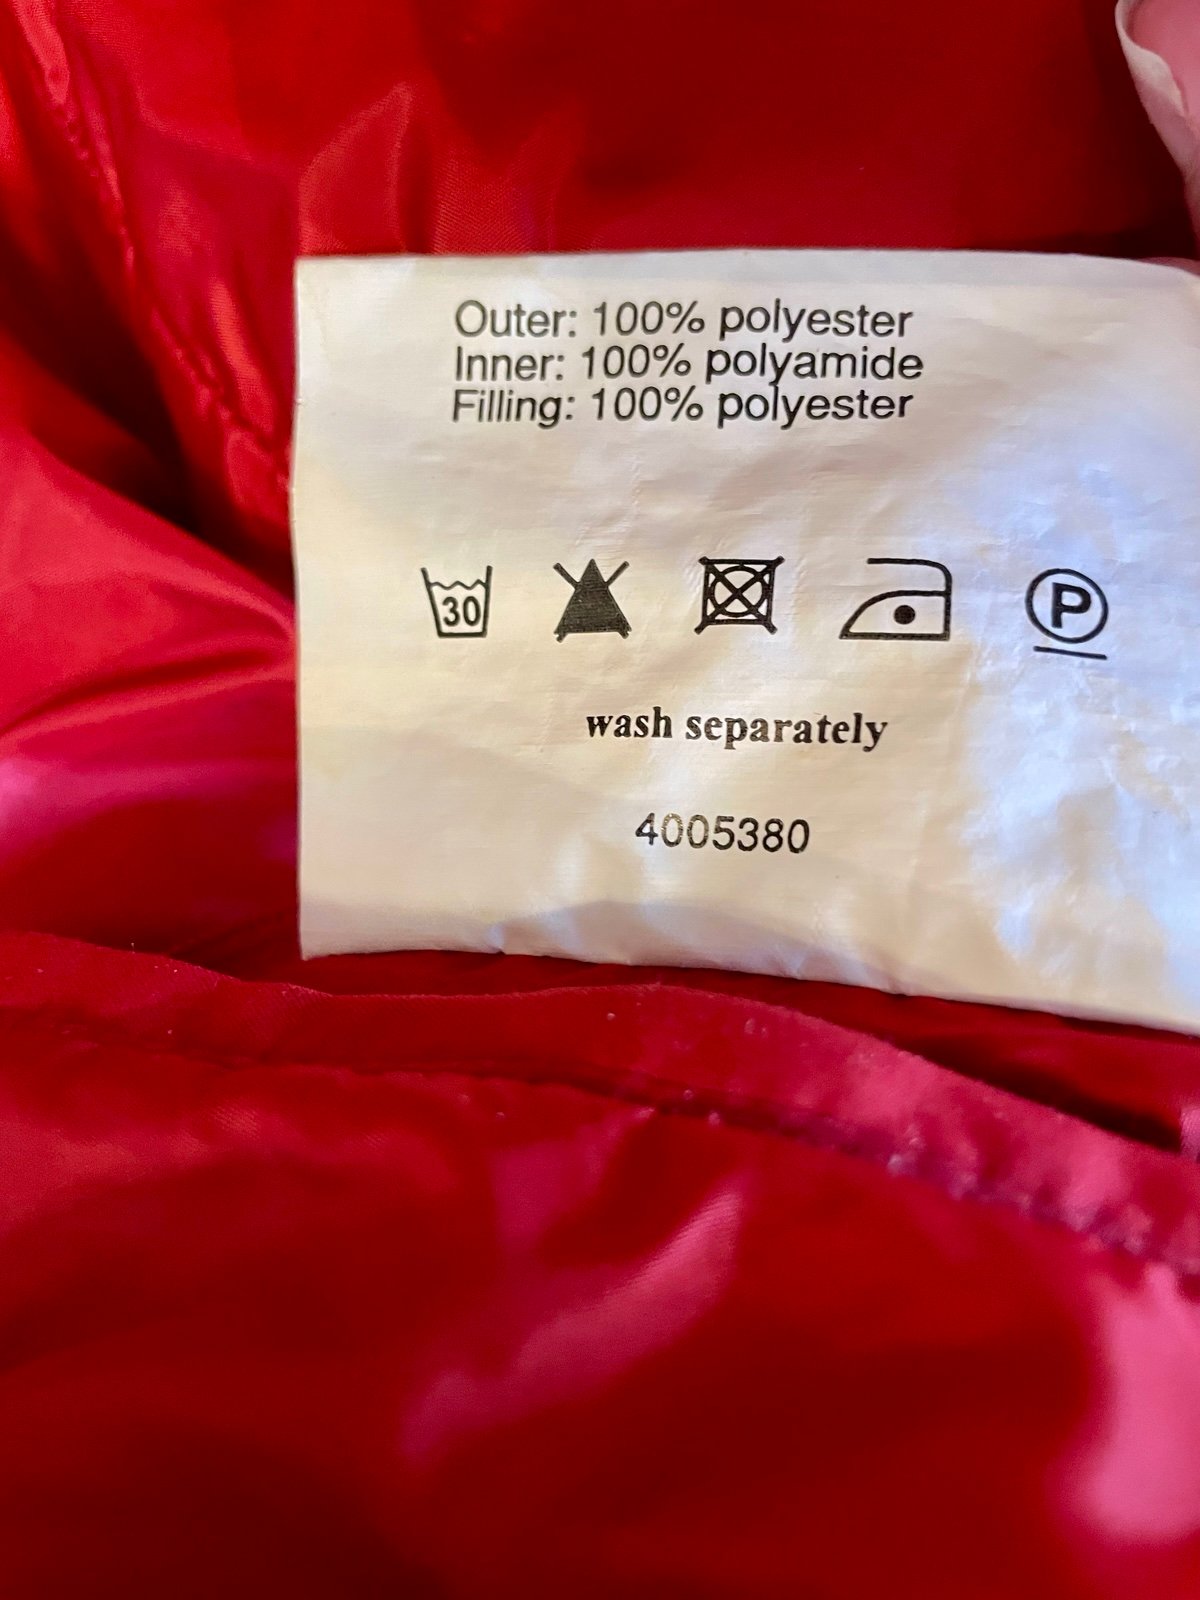 Outer: 100% polyester
Inner: 100% polyamide
Filling: 100% polyester
30 P
wash separately
4005380